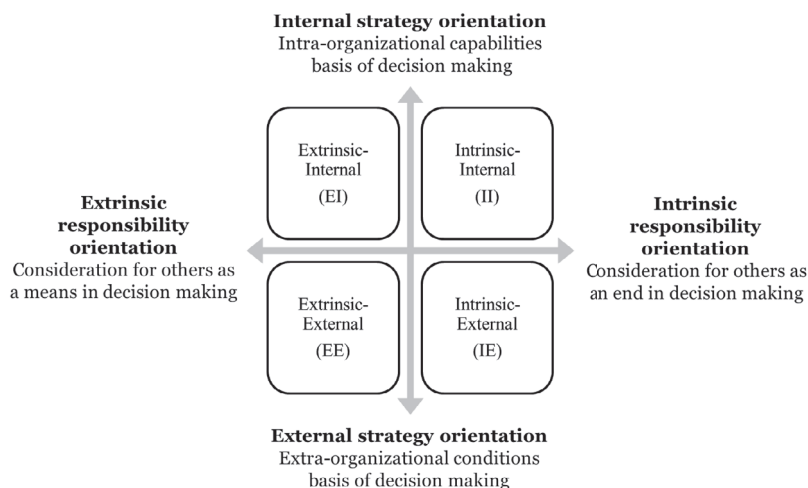 Internal strategy orientation
Intra-organizational capabilities
basis of decision making
Extrinsic-
Internal
(EI)
Intrinsic-
Internal
(II)
Extrinsic
responsibility
orientation
Consideration for others as
a means in decision making
Intrinsic
responsibility
orientation
Consideration for others as
an end in decision making
Extrinsic-
External
(EE)
Intrinsic-
External
(IE)
External strategy orientation
Extra-organizational conditions
basis of decision making